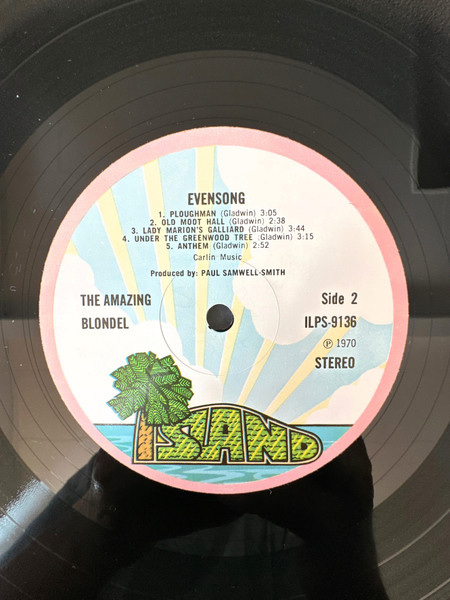 EVENSONG
1. PLOUGHMAN (Gladwin) 3:05
2. OLD MOOT HALL (Gladwin) 2:38
3. LADY MARION'S GALLIARD (Gladwin) 3:44
4. UNDER THE GREENWOOD TREE (Gladwin) 3:15
5. ANTHEM (Gladwin) 2:52
Carlin Music
Produced by: PAUL SAMWELL-SMITH
THE AMAZING
BLONDEL
Side 2
ILPS-9136
℗ 1970
STEREO
ISLAND